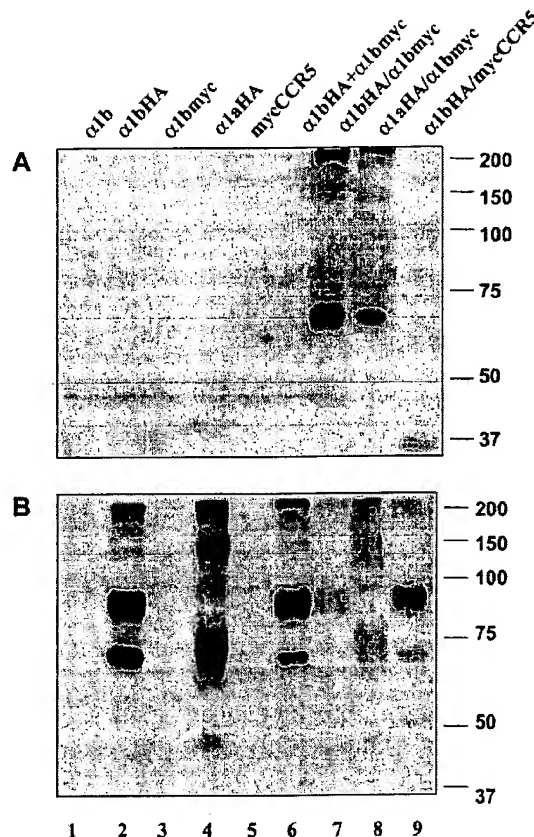 α1b
α1bHA
α1bmyc
α1aHA
mycCCR5
α1bHA+α1bmyc
α1bHA/α1bmyc
α1aHA/α1bmyc
α1bHA/mycCCR5
A
200
150
100
75
50
37
B
200
150
100
75
50
37
1 2 3 4 5 6 7 8 9